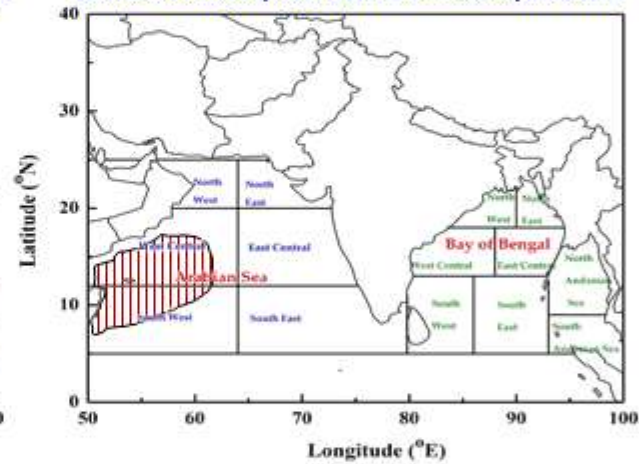 40
30
20
10
0
Latitude (°N)
North
West
North
East
West Central
East Central
Arabian Sea
South West
South East
North
West
North
East
Bay of Bengal
West Central
East Central
North
Andaman
Sea
South
West
South
East
South
Andaman Sea
50
60
70
80
90
100
Longitude (°E)
0